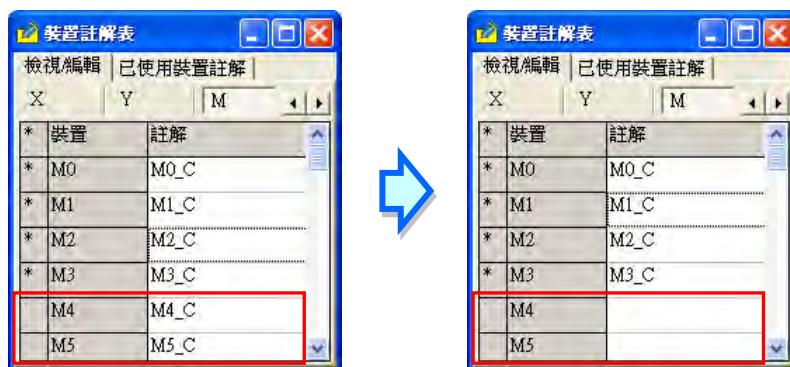 裝置註解表
檢視/編輯 已使用裝置註解
X Y M
* 裝置 註解
* M0 M0_C
* M1 M1_C
* M2 M2_C
* M3 M3_C
M4 M4_C
M5 M5_C
裝置註解表
檢視/編輯 已使用裝置註解
X Y M
* 裝置 註解
* M0 M0_C
* M1 M1_C
* M2 M2_C
* M3 M3_C
M4
M5